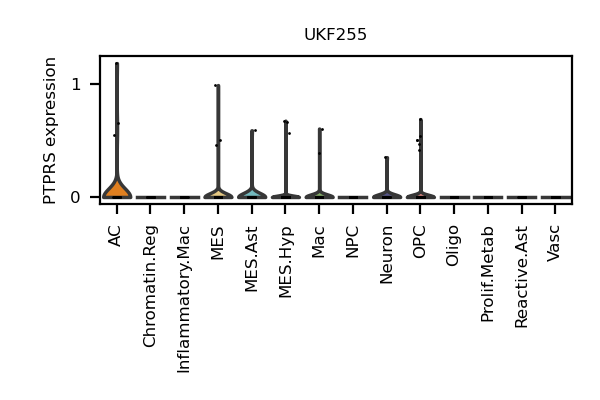 UKF255
PTPRS expression
1
0
AC
Chromatin.Reg
Inflammatory.Mac
MES
MES.Ast
MES.Hyp
Mac
NPC
Neuron
OPC
Oligo
Prolif.Metab
Reactive.Ast
Vasc